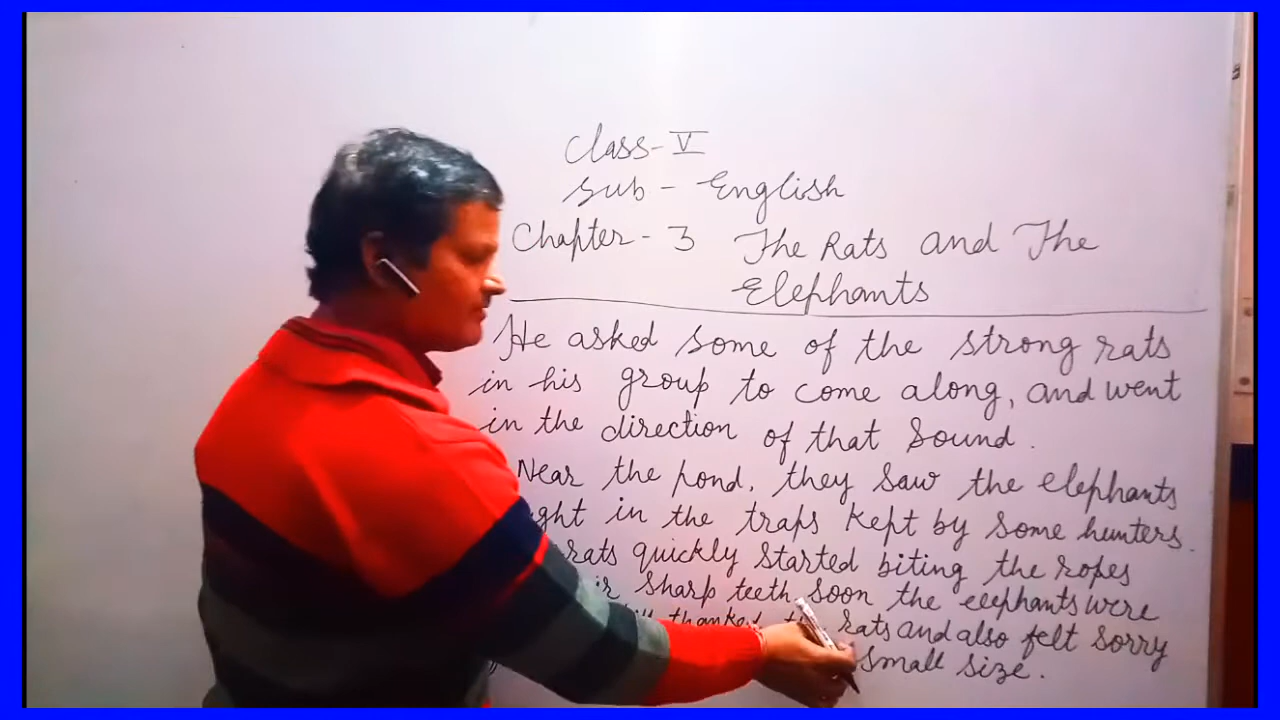 Class-V
Sub - English
Chapter - 3 The Rats and The
Elephants
He asked some of the strong rats
in his group to come along, and went
in the direction of that sound.
Near the pond, they saw the elephants
ght in the traps kept by some hunters.
rats quickly started biting the ropes
ir sharp teeth. Soon the elephants were
thanked the rats and also felt sorry
small size.